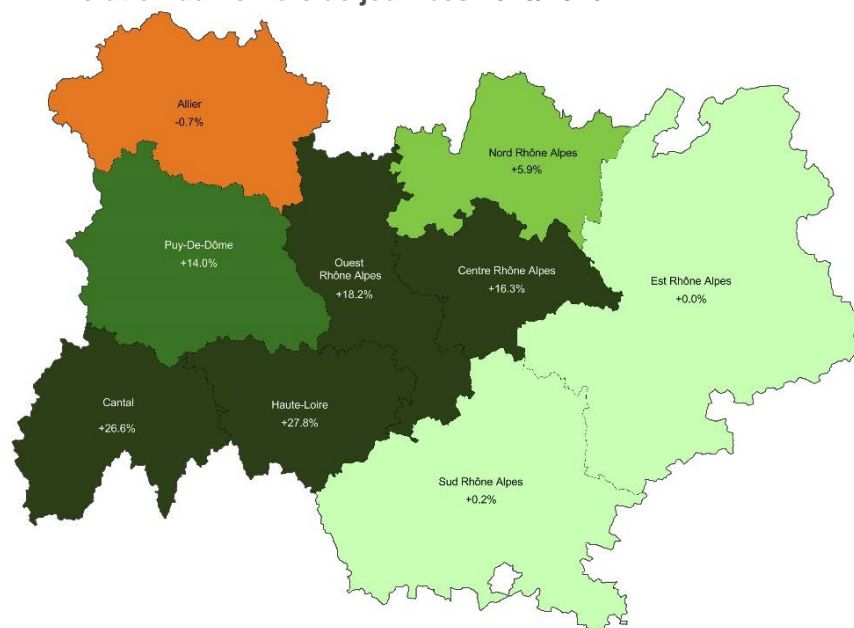 Allier
-0.7%
Nord Rhône Alpes
+5.9%
Puy-De-Dôme
+14.0%
Ouest
Rhône Alpes
+18.2%
Centre Rhône Alpes
+16.3%
Est Rhône Alpes
+0.0%
Cantal
+26.6%
Haute-Loire
+27.8%
Sud Rhône Alpes
+0.2%